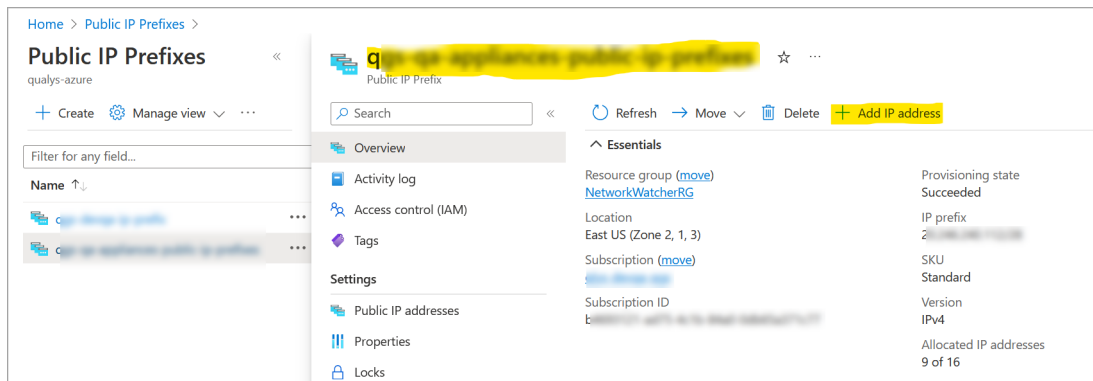 Home > Public IP Prefixes >
Public IP Prefixes
qualys-azure
Create Manage view
Filter for any field...
Name
Public IP Prefix
Search
Overview
Activity log
Access control (IAM)
Tags
Settings
Public IP addresses
Properties
Locks
Refresh Move Delete Add IP address
Essentials
Resource group (move)
NetworkWatcherRG
Location
East US (Zone 2, 1, 3)
Subscription (move)
Subscription ID
Provisioning state
Succeeded
IP prefix
SKU
Standard
Version
IPv4
Allocated IP addresses
9 of 16